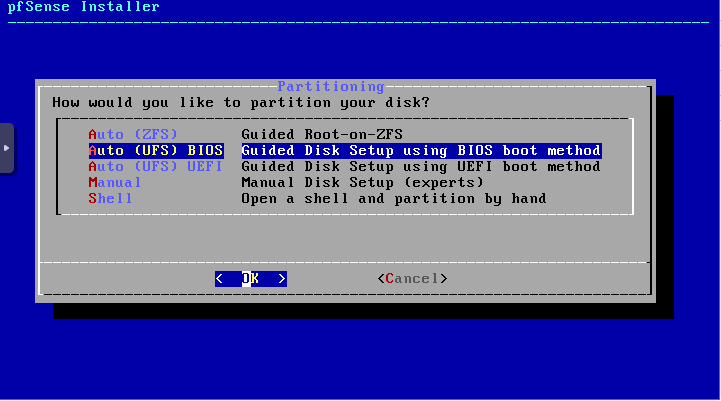 pfSense Installer
Partitioning
How would you like to partition your disk?
Auto (ZFS) Guided Root-on-ZFS
Auto (UFS) BIOS Guided Disk Setup using BIOS boot method
Auto (UFS) UEFI Guided Disk Setup using UEFI boot method
Manual Manual Disk Setup (experts)
Shell Open a shell and partition by hand
< OK > <Cancel>